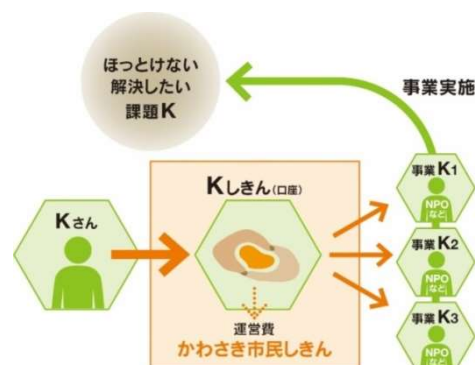 ほっとけない
解決したい
課題K
事業実施
Kしきん(口座)
Kさん
運営費
かわさき市民しきん
事業K1
NPO
など
事業K2
NPO
など
事業K3
NPO
など